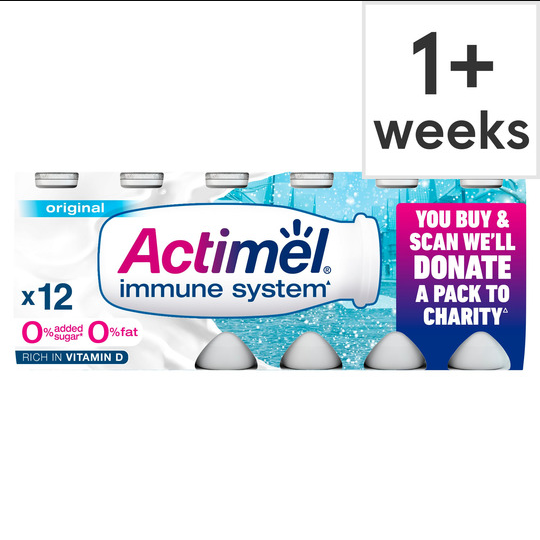 1+
weeks
original
Actimel®
immune system▲
x12
0% added sugar* 0% fat
RICH IN VITAMIN D
YOU BUY &
SCAN WE'LL
DONATE
A PACK TO
CHARITY△